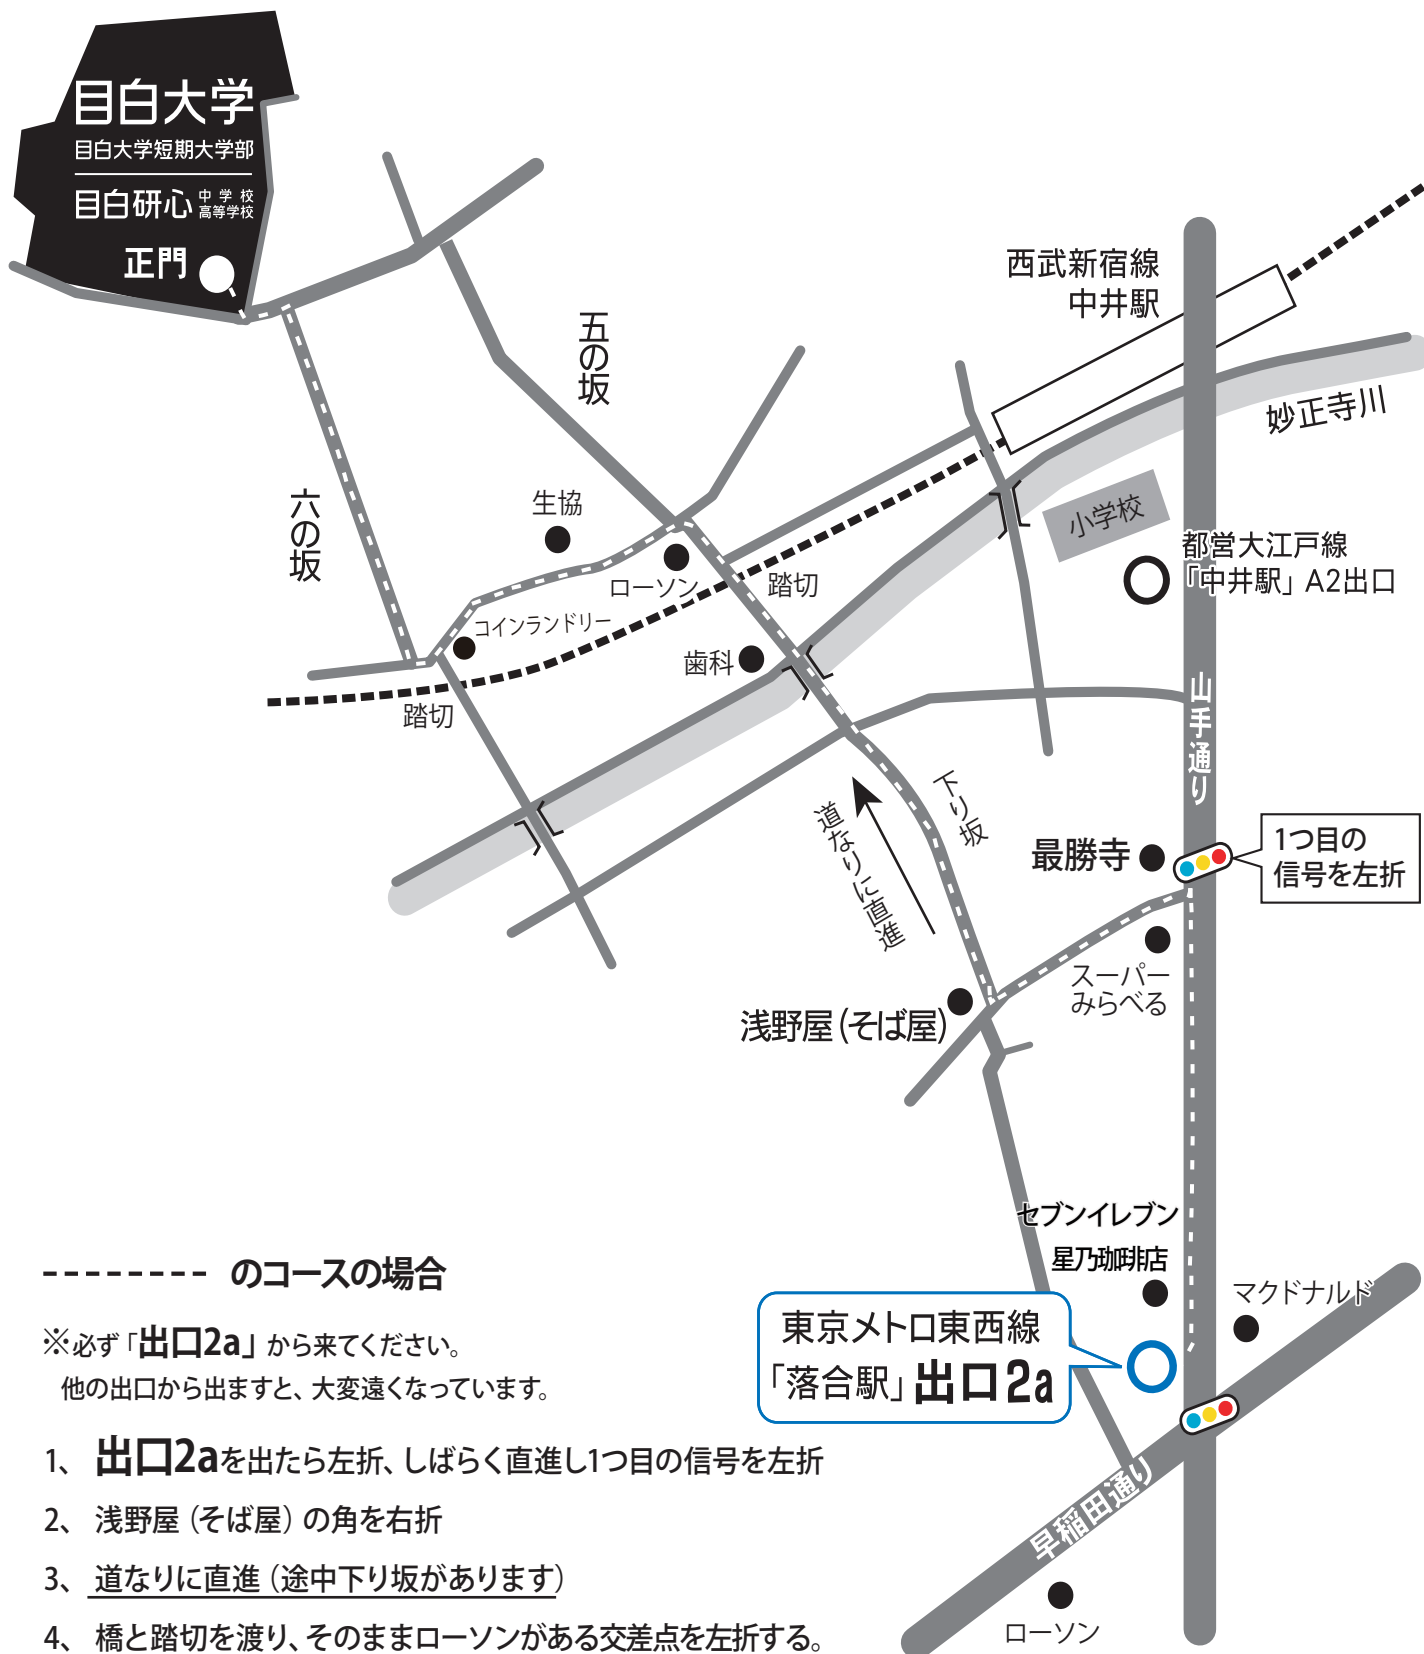 目白大学
目白大学短期大学部
目白研心 中学校
高等学校
正門
西武新宿線
中井駅
五の坂
妙正寺川
六の坂
生協
小学校
都営大江戸線
「中井駅」A2出口
ローソン
踏切
コインランドリー
歯科
踏切
山手通り
下り坂
道なりに直進
最勝寺
1つ目の
信号を左折
スーパー
みらべる
浅野屋(そば屋)
セブンイレブン
星乃珈琲店
マクドナルド
東京メトロ東西線
「落合駅」出口2a
早稲田通り
ローソン
-------- のコースの場合
※必ず「出口2a」から来てください。
他の出口から出ますと、大変遠くなっています。
1、 出口2aを出たら左折、しばらく直進し1つ目の信号を左折
2、 浅野屋(そば屋)の角を右折
3、 道なりに直進(途中下り坂があります)
4、 橋と踏切を渡り、そのままローソンがある交差点を左折する。